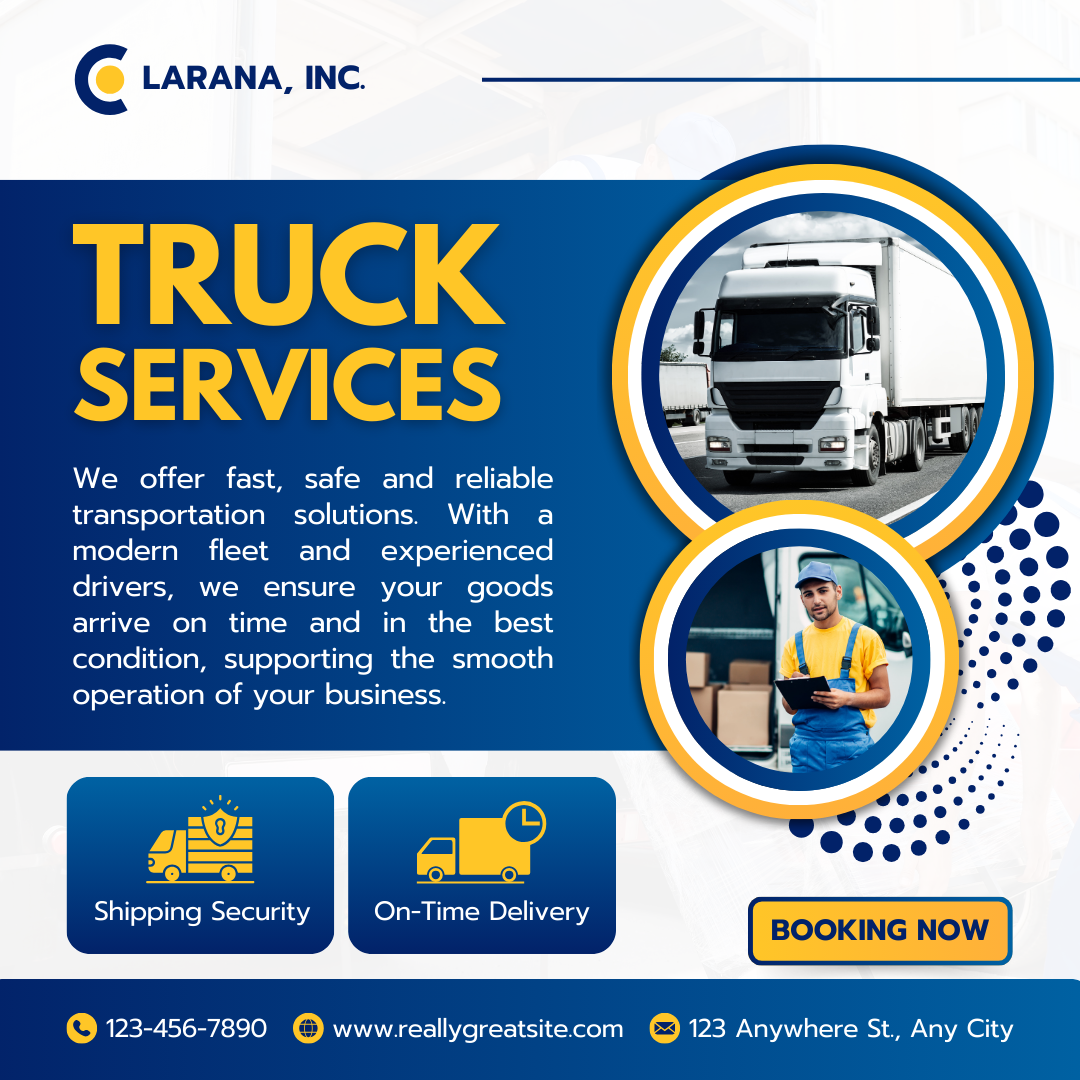 LARANA, INC.
TRUCK
SERVICES
We offer fast, safe and reliable
transportation solutions. With a
modern fleet and experienced
drivers, we ensure your goods
arrive on time and in the best
condition, supporting the smooth
operation of your business.
Shipping Security
On-Time Delivery
BOOKING NOW
123-456-7890
www.reallygreatsite.com
123 Anywhere St., Any City